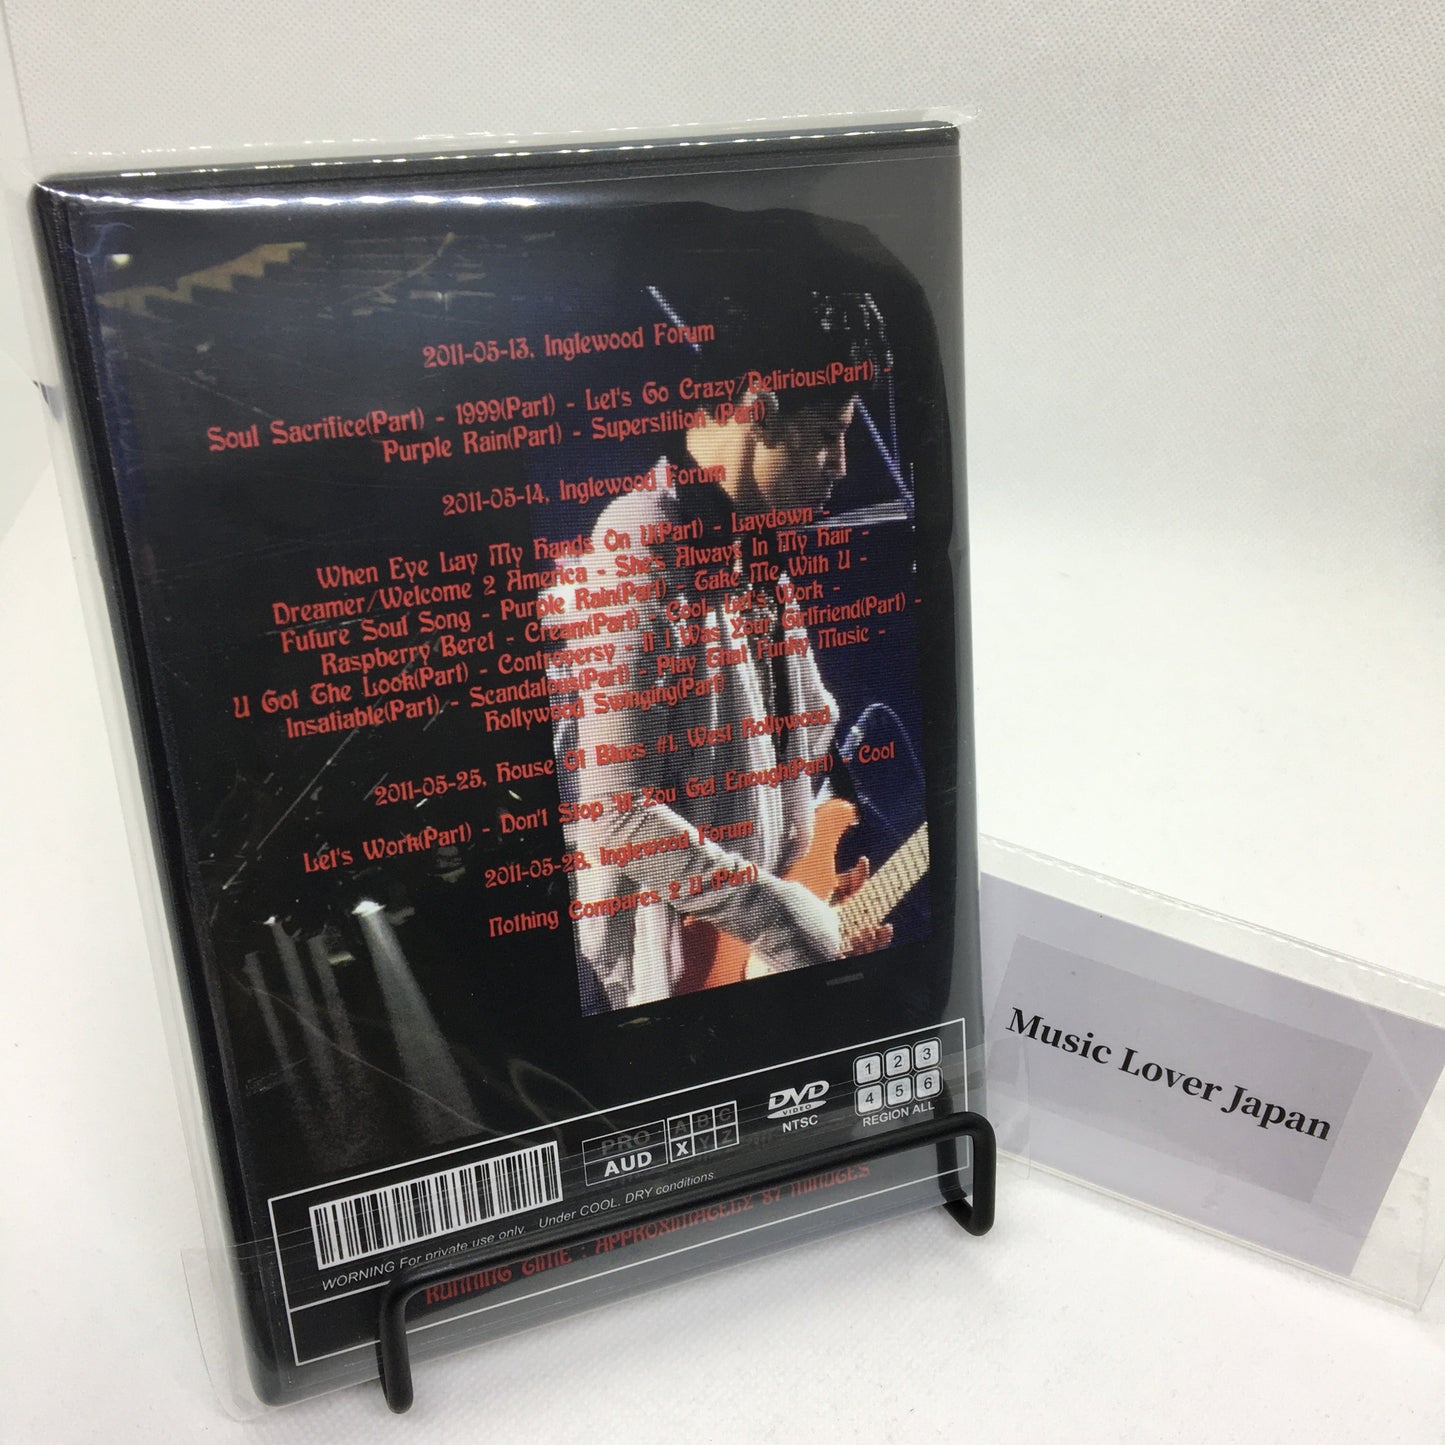 2011-05-13, Inglewood Forum
Soul Sacrifice(Part) - 1999(Part) - Let's Go Crazy/Delirious(Part) -
Purple Rain(Part) - Superstition (Part)
2011-05-14, Inglewood Forum
When Eye Lay My Hands On U(Part) - Laydown -
Dreamer/Welcome 2 America - She's Always In My Hair -
Future Soul Song - Purple Rain(Part) - Take Me With U -
Raspberry Beret - Cream(Part) - Cool, Let's Work -
U Got The Look(Part) - Controversy - If I Was Your Girlfriend(Part) -
Insatiable(Part) - Scandalous(Part) - Play That Funky Music -
Hollywood Swinging(Part)
2011-05-25, House Of Blues #1, West Hollywood
Let's Work(Part) - Don't Stop 'til You Get Enough(Part) - Cool
2011-05-28, Inglewood Forum
Nothing Compares 2 U (Part)
PRO
AUD
A B C
X Y Z
DVD
VIDEO
NTSC
1 2 3
4 5 6
REGION ALL
WORNING For private use only. Under COOL. DRY conditions.
RUNNING TIME : APPROXIMATELY 87 MINUTES
Music Lover Japan